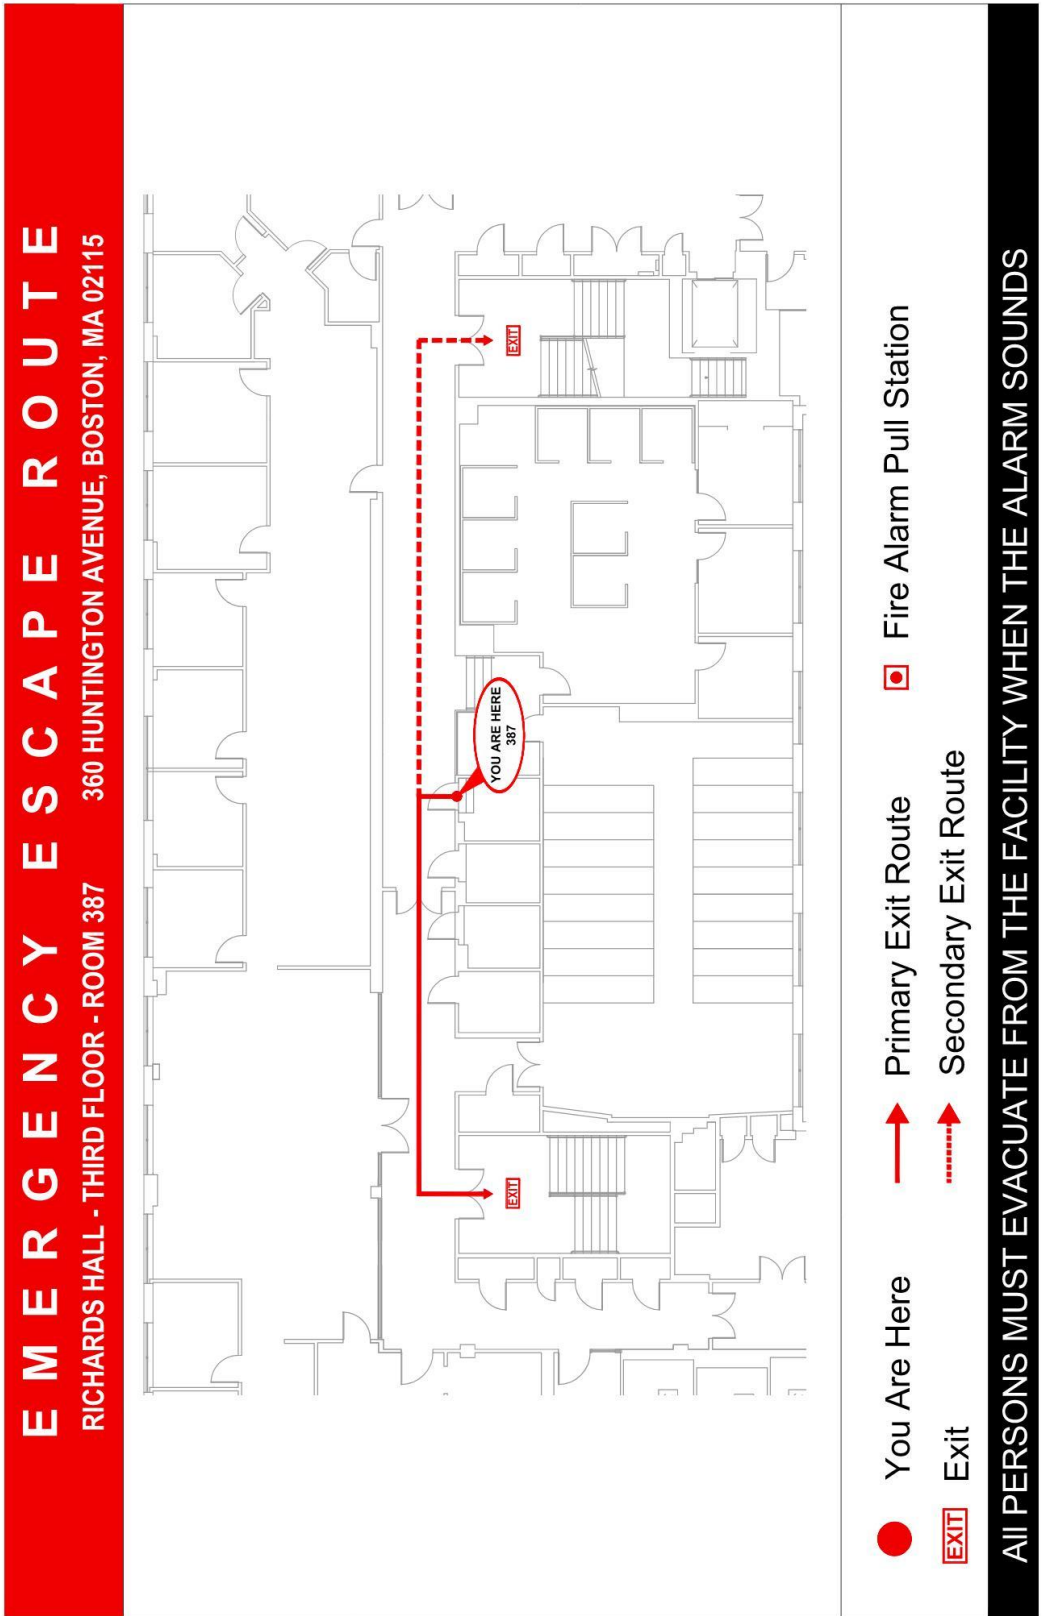 EMERGENCY ESCAPE ROUTE
RICHARDS HALL - THIRD FLOOR - ROOM 387 360 HUNTINGTON AVENUE, BOSTON, MA 02115
YOU ARE HERE
387
EXIT
EXIT
You Are Here
Primary Exit Route
Fire Alarm Pull Station
EXIT Exit
Secondary Exit Route
All PERSONS MUST EVACUATE FROM THE FACILITY WHEN THE ALARM SOUNDS